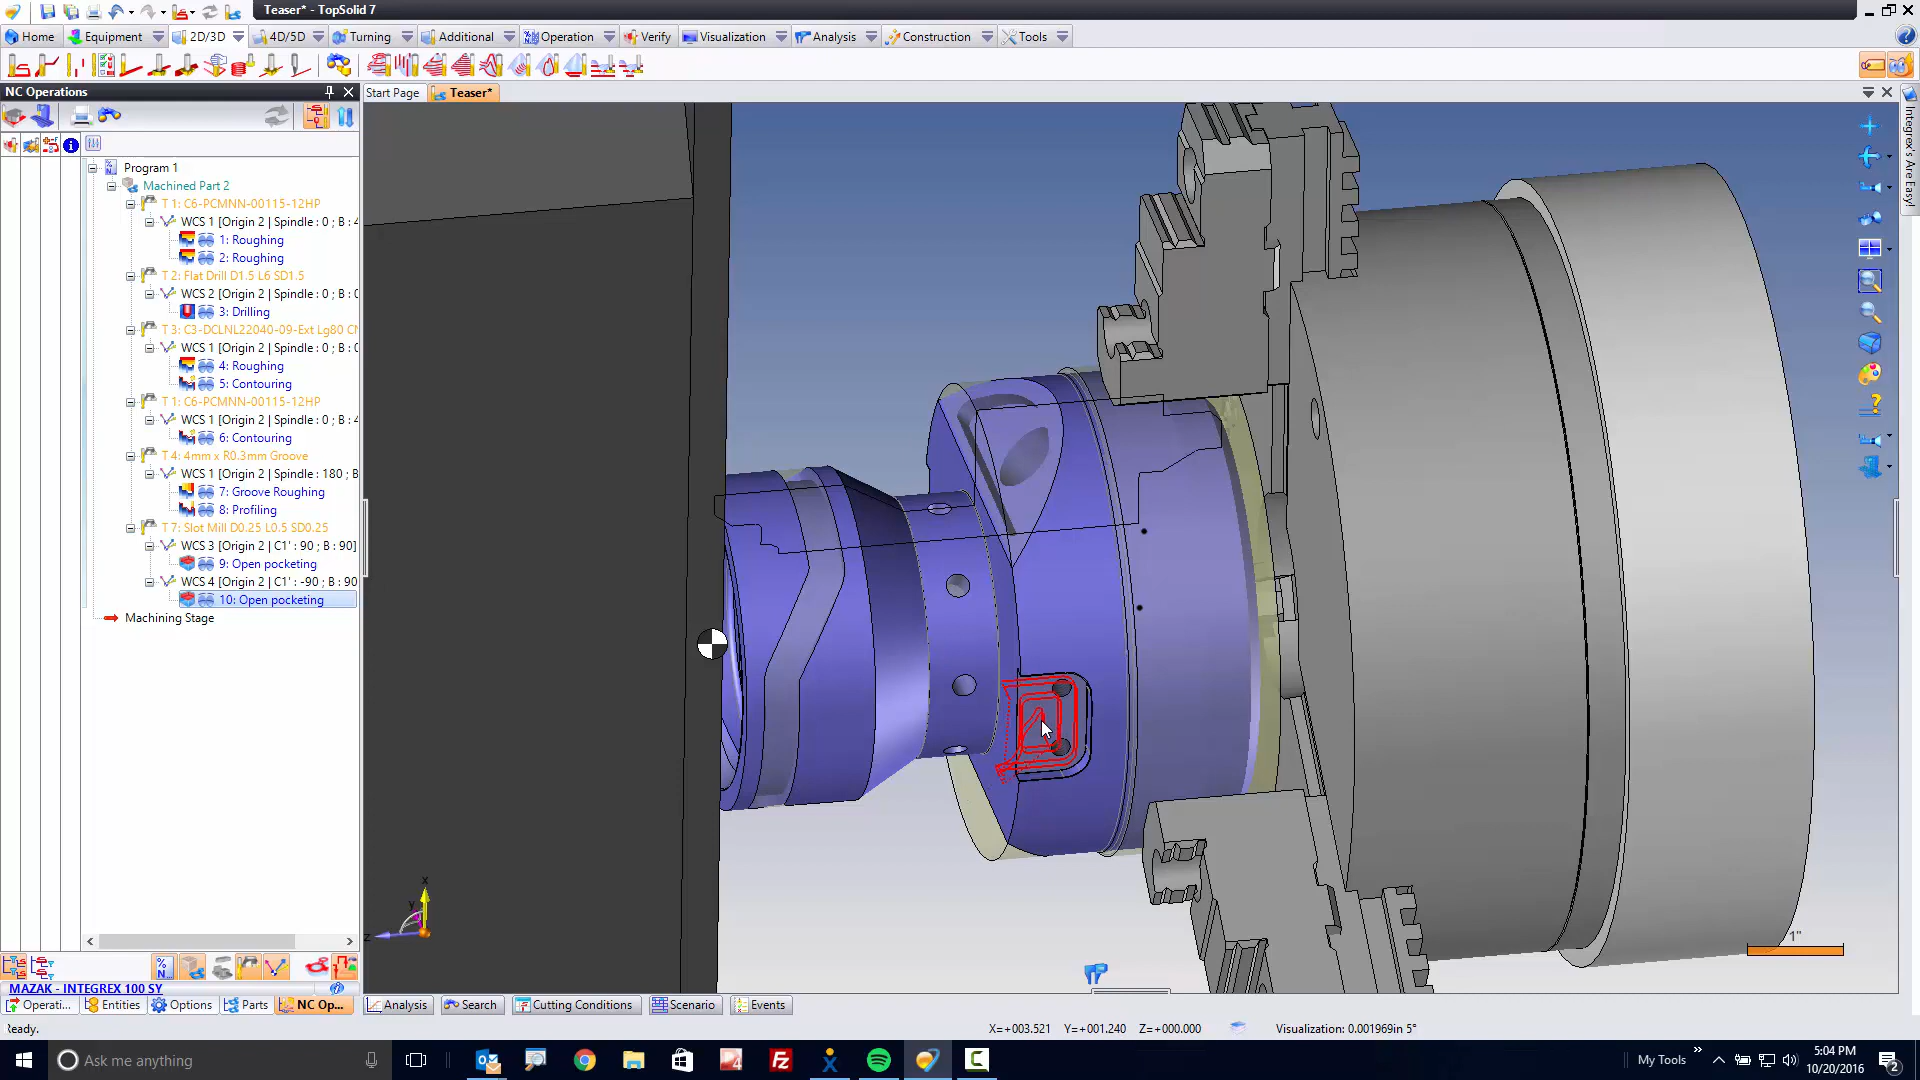 Teaser* - TopSolid 7
Home Equipment 2D/3D 4D/5D Turning Additional Operation Verify Visualization Analysis Construction Tools
NC Operations
Start Page Teaser*
Integrex's Are Easy!
Program 1
Machined Part 2
T 1: C6-PCMNN-00115-12HP
WCS 1 [Origin 2 | Spindle : 0 ; B : 4
1: Roughing
2: Roughing
T 2: Flat Drill D1.5 L6 SD1.5
WCS 2 [Origin 2 | Spindle : 0 ; B : 0
3: Drilling
T 3: C3-DCLNL22040-09-Ext Lg80 CN
WCS 1 [Origin 2 | Spindle : 0 ; B : 0
4: Roughing
5: Contouring
T 1: C6-PCMNN-00115-12HP
WCS 1 [Origin 2 | Spindle : 0 ; B : 4
6: Contouring
T 4: 4mm x R0.3mm Groove
WCS 1 [Origin 2 | Spindle : 180 ; B
7: Groove Roughing
8: Profiling
T 7: Slot Mill D0.25 L0.5 SD0.25
WCS 3 [Origin 2 | C1' : 90 ; B : 90]
9: Open pocketing
WCS 4 [Origin 2 | C1' : -90 ; B : 90
10: Open pocketing
Machining Stage
x
y
z
1"
MAZAK - INTEGREX 100 SY
Operati... Entities Options Parts NC Op... Analysis Search Cutting Conditions Scenario Events
Ready.
X=+003.521 Y=+001.240 Z=+000.000 Visualization: 0.001969in 5°
Ask me anything
My Tools
5:04 PM
10/20/2016
2